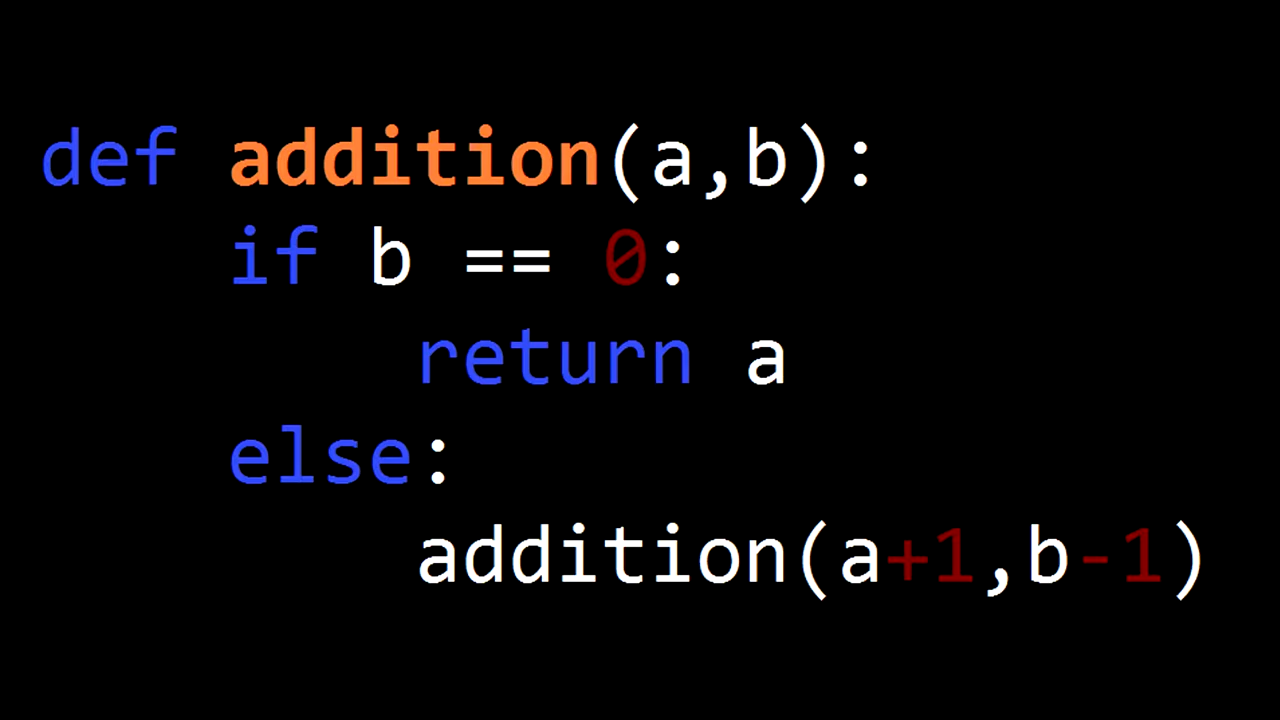 def addition(a,b):
    if b == 0:
        return a
    else:
        addition(a+1,b-1)